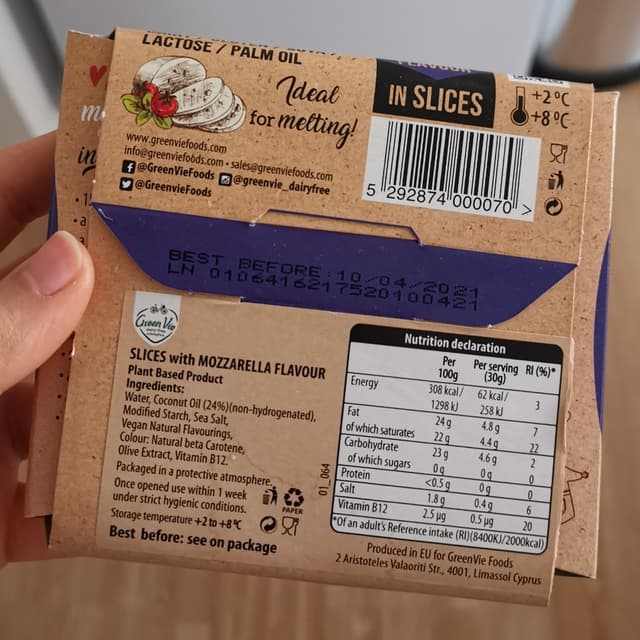 LACTOSE / PALM OIL
Ideal
for melting!
IN SLICES
+2 ºC
+8 ºC
www.greenviefoods.com
info@greenviefoods.com • sales@greenviefoods.com
@GreenVieFoods @greenvie_dairyfree
@GreenvieFoods
5 292874 000070 >
BEST BEFORE:10/04/2021
LN 0106416217520100421
Green Vie
SLICES with MOZZARELLA FLAVOUR
Plant Based Product
Ingredients:
Water, Coconut Oil (24%)(non-hydrogenated),
Modified Starch, Sea Salt,
Vegan Natural Flavourings,
Colour: Natural beta Carotene,
Olive Extract, Vitamin B12.
Packaged in a protective atmosphere.
Once opened use within 1 week
under strict hygienic conditions.
Storage temperature +2 to +8ºC
PAPER
Best before: see on package
01_064
Nutrition declaration
Per 100g Per serving (30g) RI (%)*
Energy 308 kcal/ 62 kcal/ 3
1298 kJ 258 kJ
Fat 24 g 4.8 g 7
of which saturates 22 g 4.4 g 22
Carbohydrate 23 g 4.6 g 2
of which sugars 0 g 0 g 0
Protein <0.5 g 0 g 0
Salt 1.8 g 0.4 g 6
Vitamin B12 2.5 µg 0.5 µg 20
*Of an adult's Reference intake (RI)(8400KJ/2000kcal)
Produced in EU for GreenVie Foods
2 Aristoteles Valaoriti Str., 4001, Limassol Cyprus